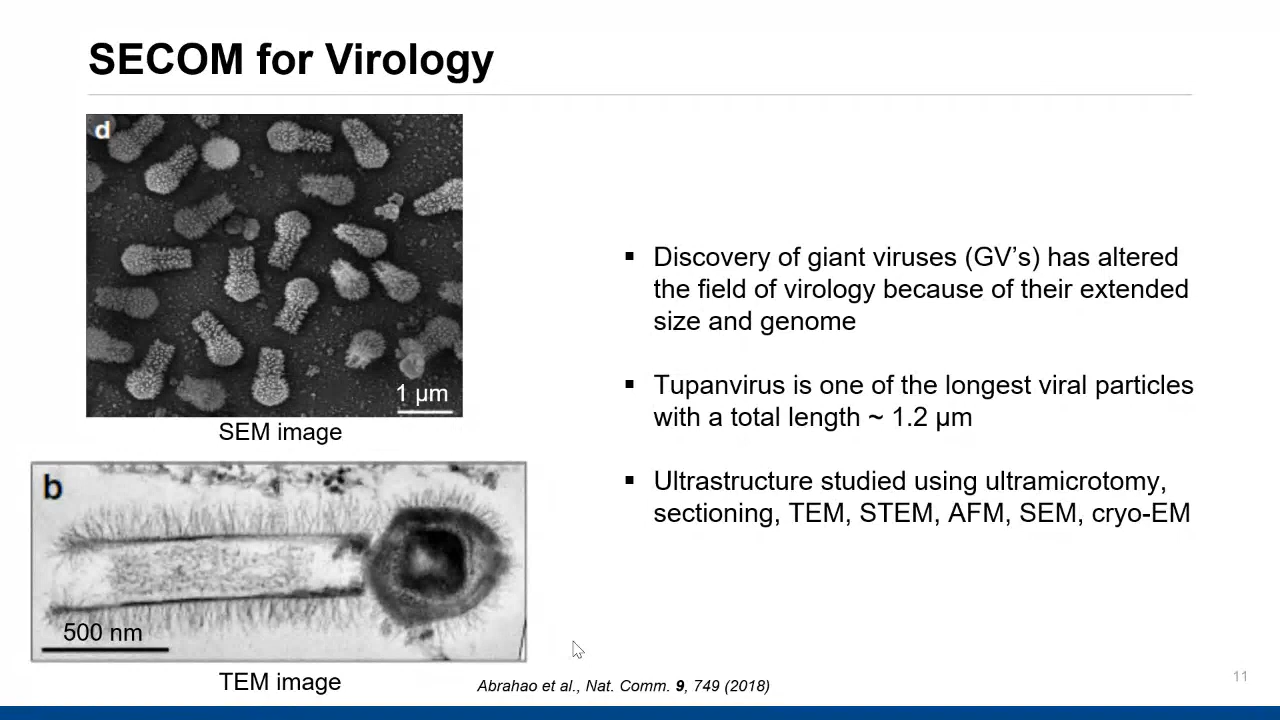 SECOM for Virology
d
1 μm
SEM image
b
500 nm
TEM image
▪ Discovery of giant viruses (GV’s) has altered
the field of virology because of their extended
size and genome
▪ Tupanvirus is one of the longest viral particles
with a total length ~ 1.2 μm
▪ Ultrastructure studied using ultramicrotomy,
sectioning, TEM, STEM, AFM, SEM, cryo-EM
Abrahao et al., Nat. Comm. 9, 749 (2018)
11